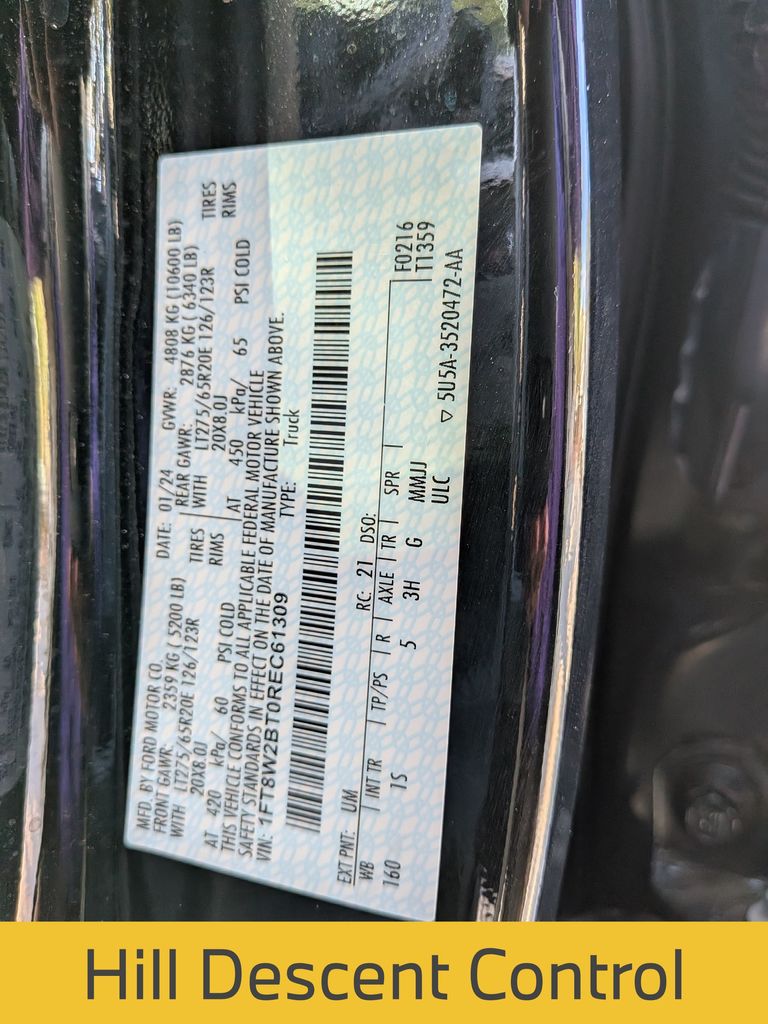 MFD. BY FORD MOTOR CO.
DATE: 01/24 GVWR: 4808 KG (10600 LB)
FRONT GAWR: 2359 KG ( 5200 LB) REAR GAWR: 2876 KG ( 6340 LB)
WITH LT275/65R20E 126/123R TIRES WITH LT275/65R20E 126/123R TIRES
20X8.0J RIMS 20X8.0J RIMS
AT 420 kPa/ 60 PSI COLD AT 450 kPa/ 65 PSI COLD
THIS VEHICLE CONFORMS TO ALL APPLICABLE FEDERAL MOTOR VEHICLE
SAFETY STANDARDS IN EFFECT ON THE DATE OF MANUFACTURE SHOWN ABOVE.
VIN: 1FT8W2BT0REC61309 TYPE: Truck
EXT PNT: UM RC: 21 DSO:
WB INT TR TP/PS R AXLE TR SPR
F0216
160 1S 5 3H G MMJJ T1359
ULC ▽ 5U5A-3520472-AA
Hill Descent Control